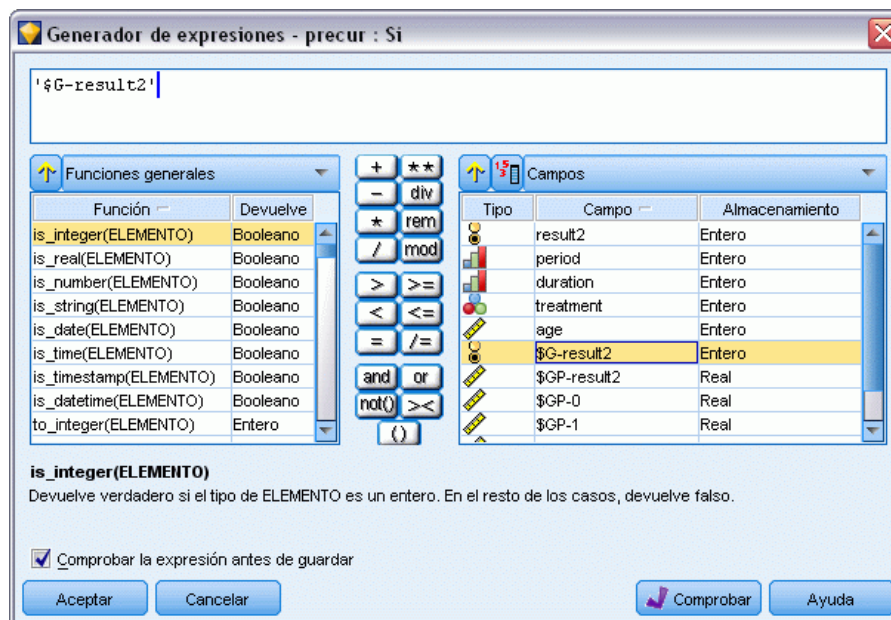 Generador de expresiones - precur : Si
'$G-result2'
Funciones generales
Función Devuelve
is_integer(ELEMENTO) Booleano
is_real(ELEMENTO) Booleano
is_number(ELEMENTO) Booleano
is_string(ELEMENTO) Booleano
is_date(ELEMENTO) Booleano
is_time(ELEMENTO) Booleano
is_timestamp(ELEMENTO) Booleano
is_datetime(ELEMENTO) Booleano
to_integer(ELEMENTO) Entero
+ **
- div
* rem
/ mod
> >=
< <=
= /=
and or
not() ><
()
Campos
Tipo Campo Almacenamiento
result2 Entero
period Entero
duration Entero
treatment Entero
age Entero
$G-result2 Entero
$GP-result2 Real
$GP-0 Real
$GP-1 Real
is_integer(ELEMENTO)
Devuelve verdadero si el tipo de ELEMENTO es un entero. En el resto de los casos, devuelve falso.
Comprobar la expresión antes de guardar
Aceptar Cancelar Comprobar Ayuda